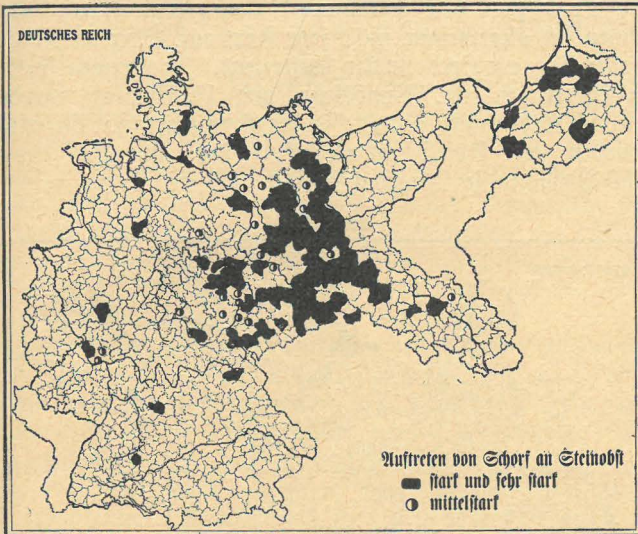 DEUTSCHES REICH
Auftreten von Schorf an Steinobst
stark und sehr stark
mittelstark